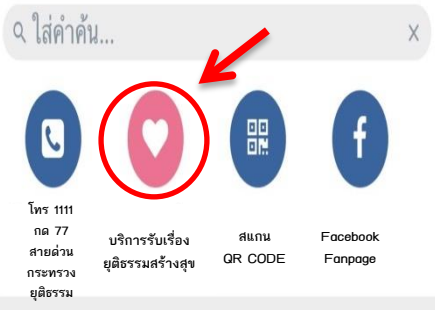 ใส่คำค้น...
โทร 1111
กด 77
สายด่วน
กระทรวง
ยุติธรรม
บริการรับเรื่อง
ยุติธรรมสร้างสุข
สแกน
QR CODE
Facebook
Fanpage